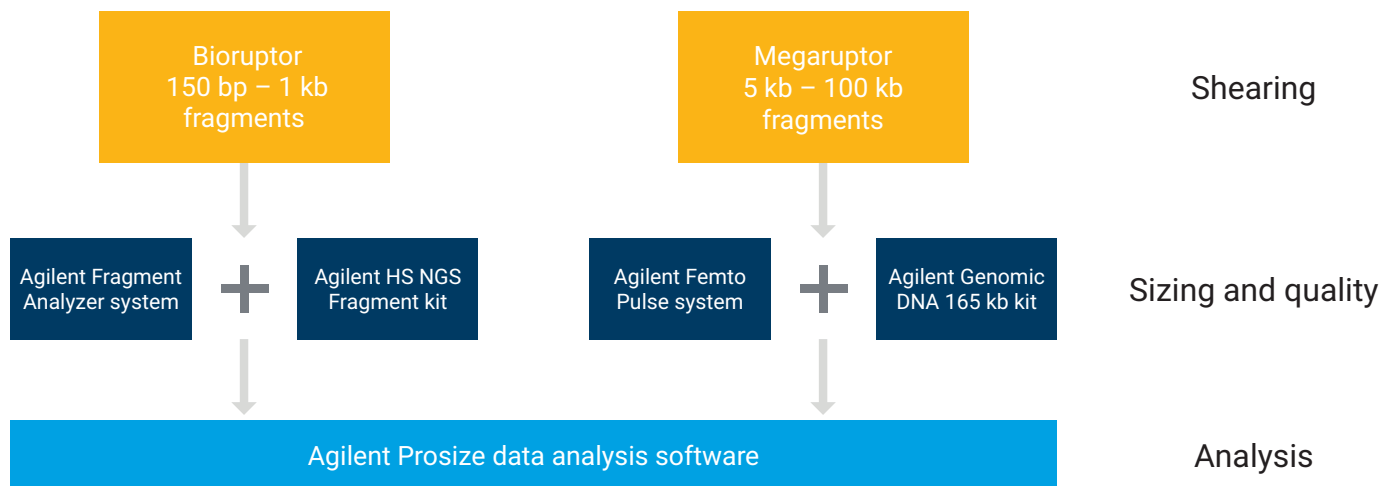 Bioruptor
150 bp – 1 kb
fragments
Megaruptor
5 kb – 100 kb
fragments
Shearing
Agilent Fragment
Analyzer system
Agilent HS NGS
Fragment kit
Agilent Femto
Pulse system
Agilent Genomic
DNA 165 kb kit
Sizing and quality
Agilent Prosize data analysis software
Analysis